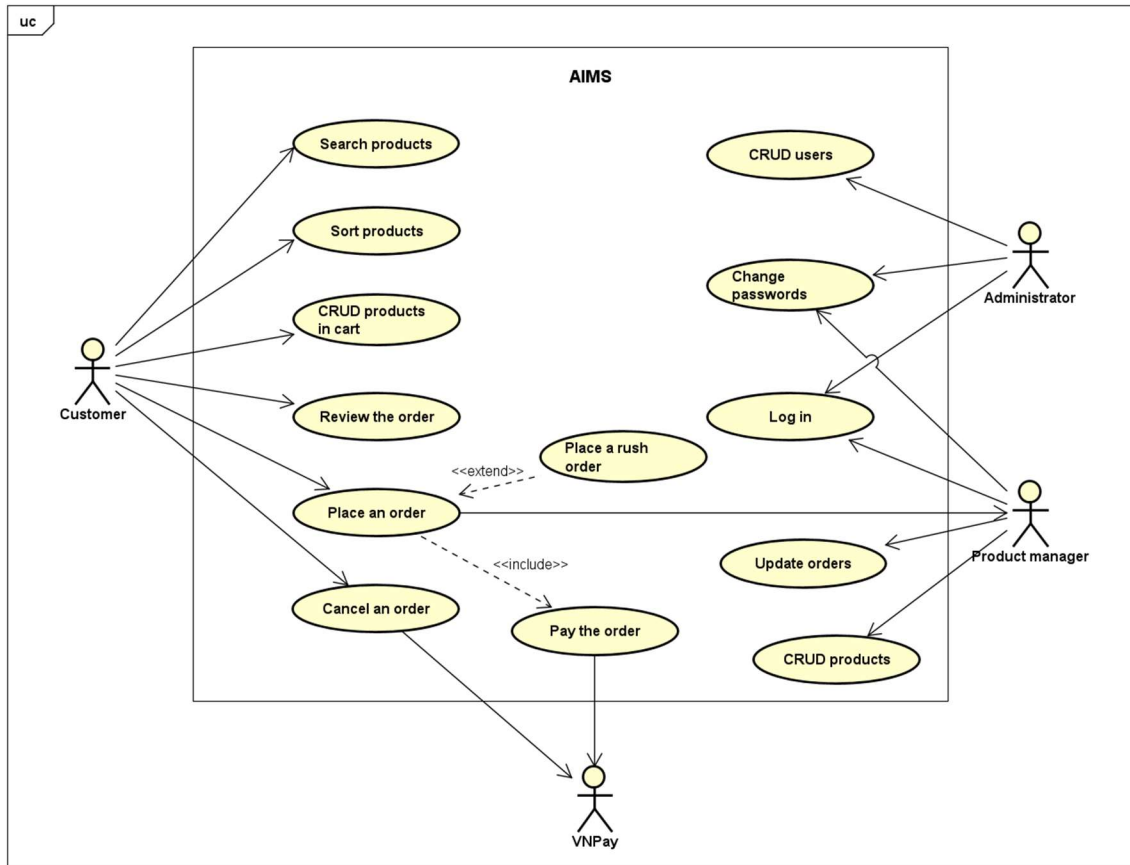 uc
AIMS
Search products
CRUD users
Sort products
Change
passwords
Administrator
CRUD products
in cart
Customer
Review the order
Log in
Place a rush
order
<<extend>>
Place an order
Product manager
Update orders
<<include>>
Cancel an order
Pay the order
CRUD products
VNPay